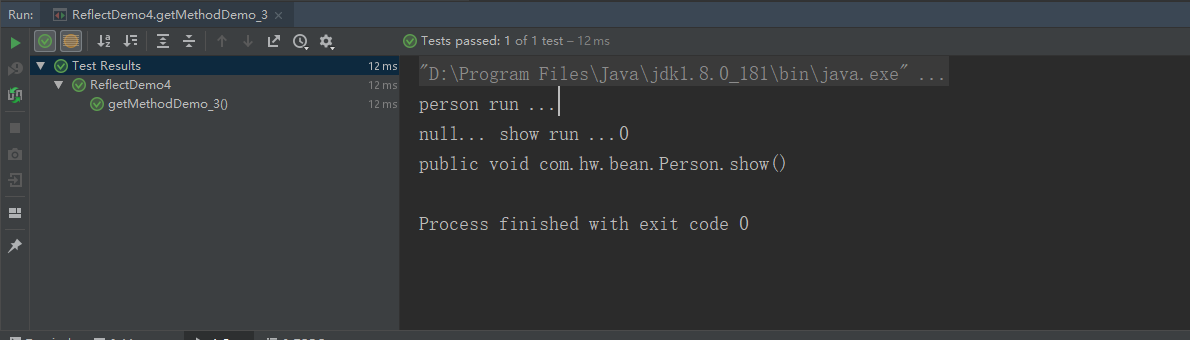 Run: ReflectDemo4.getMethodDemo_3 ×
Tests passed: 1 of 1 test – 12 ms
Test Results 12 ms
ReflectDemo4 12 ms
getMethodDemo_3() 12 ms
"D:\Program Files\Java\jdk1.8.0_181\bin\java.exe" ...
person run ...
null... show run ...0
public void com.hw.bean.Person.show()
Process finished with exit code 0